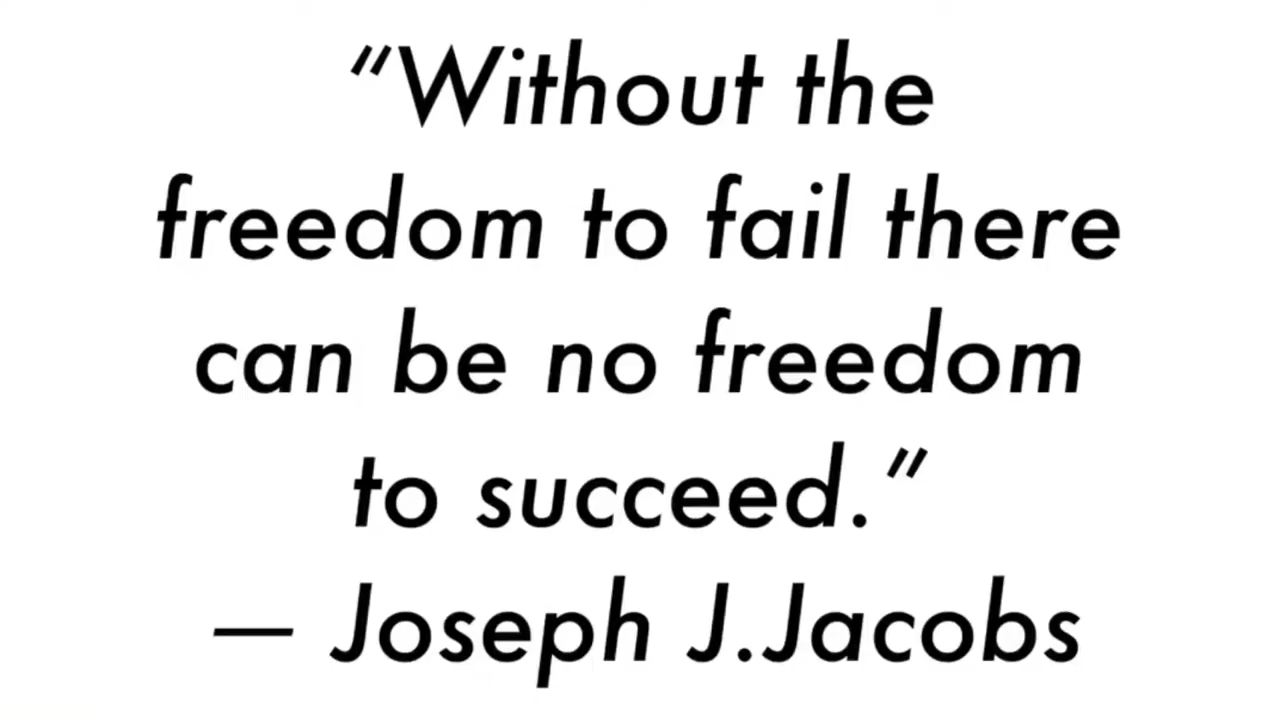 “Without the
freedom to fail there
can be no freedom
to succeed.”
— Joseph J.Jacobs